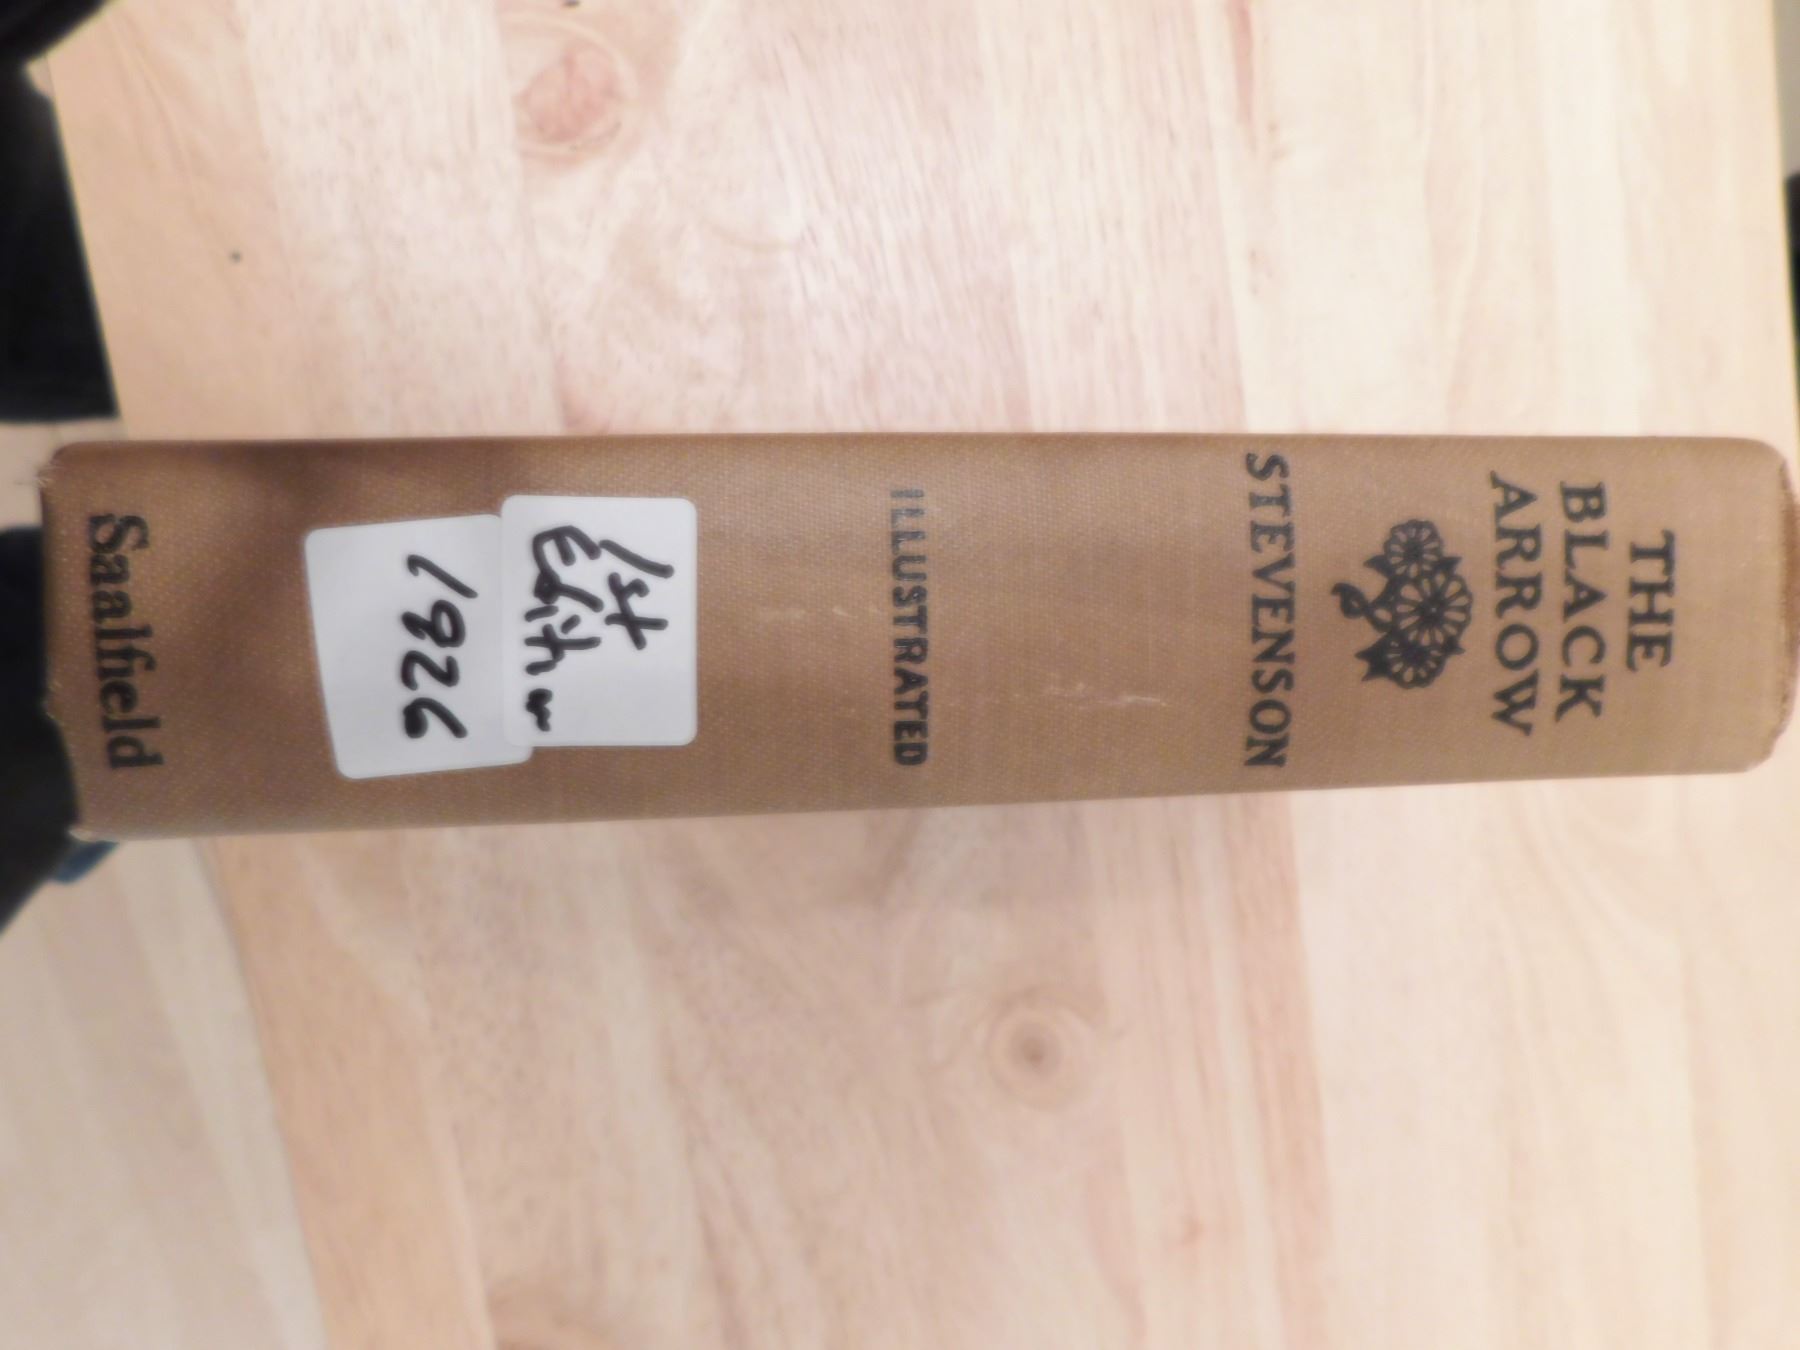 THE
BLACK
ARROW
STEVENSON
ILLUSTRATED
1st
Edition
1926
Saalfield